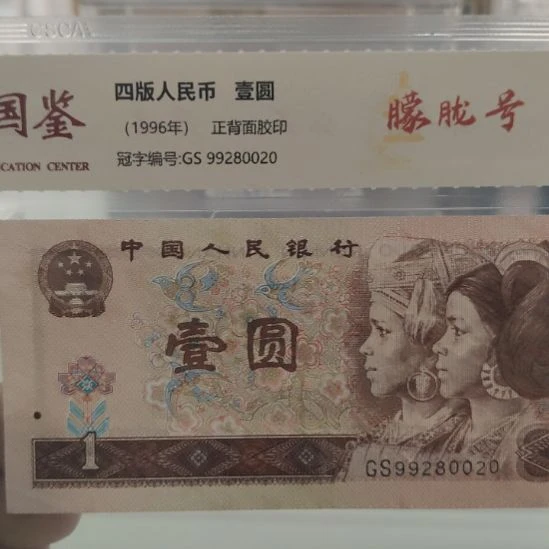 CSCM
国鉴
CATION CENTER
四版人民币 壹圆
（1996年） 正背面胶印
冠字编号:GS 99280020
朦胧号
中国人民银行
壹圆
1
GS99280020